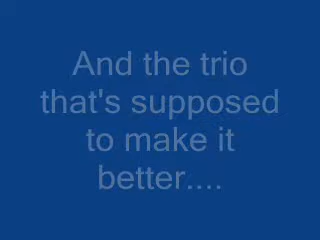 And the trio
that's supposed
to make it
better....